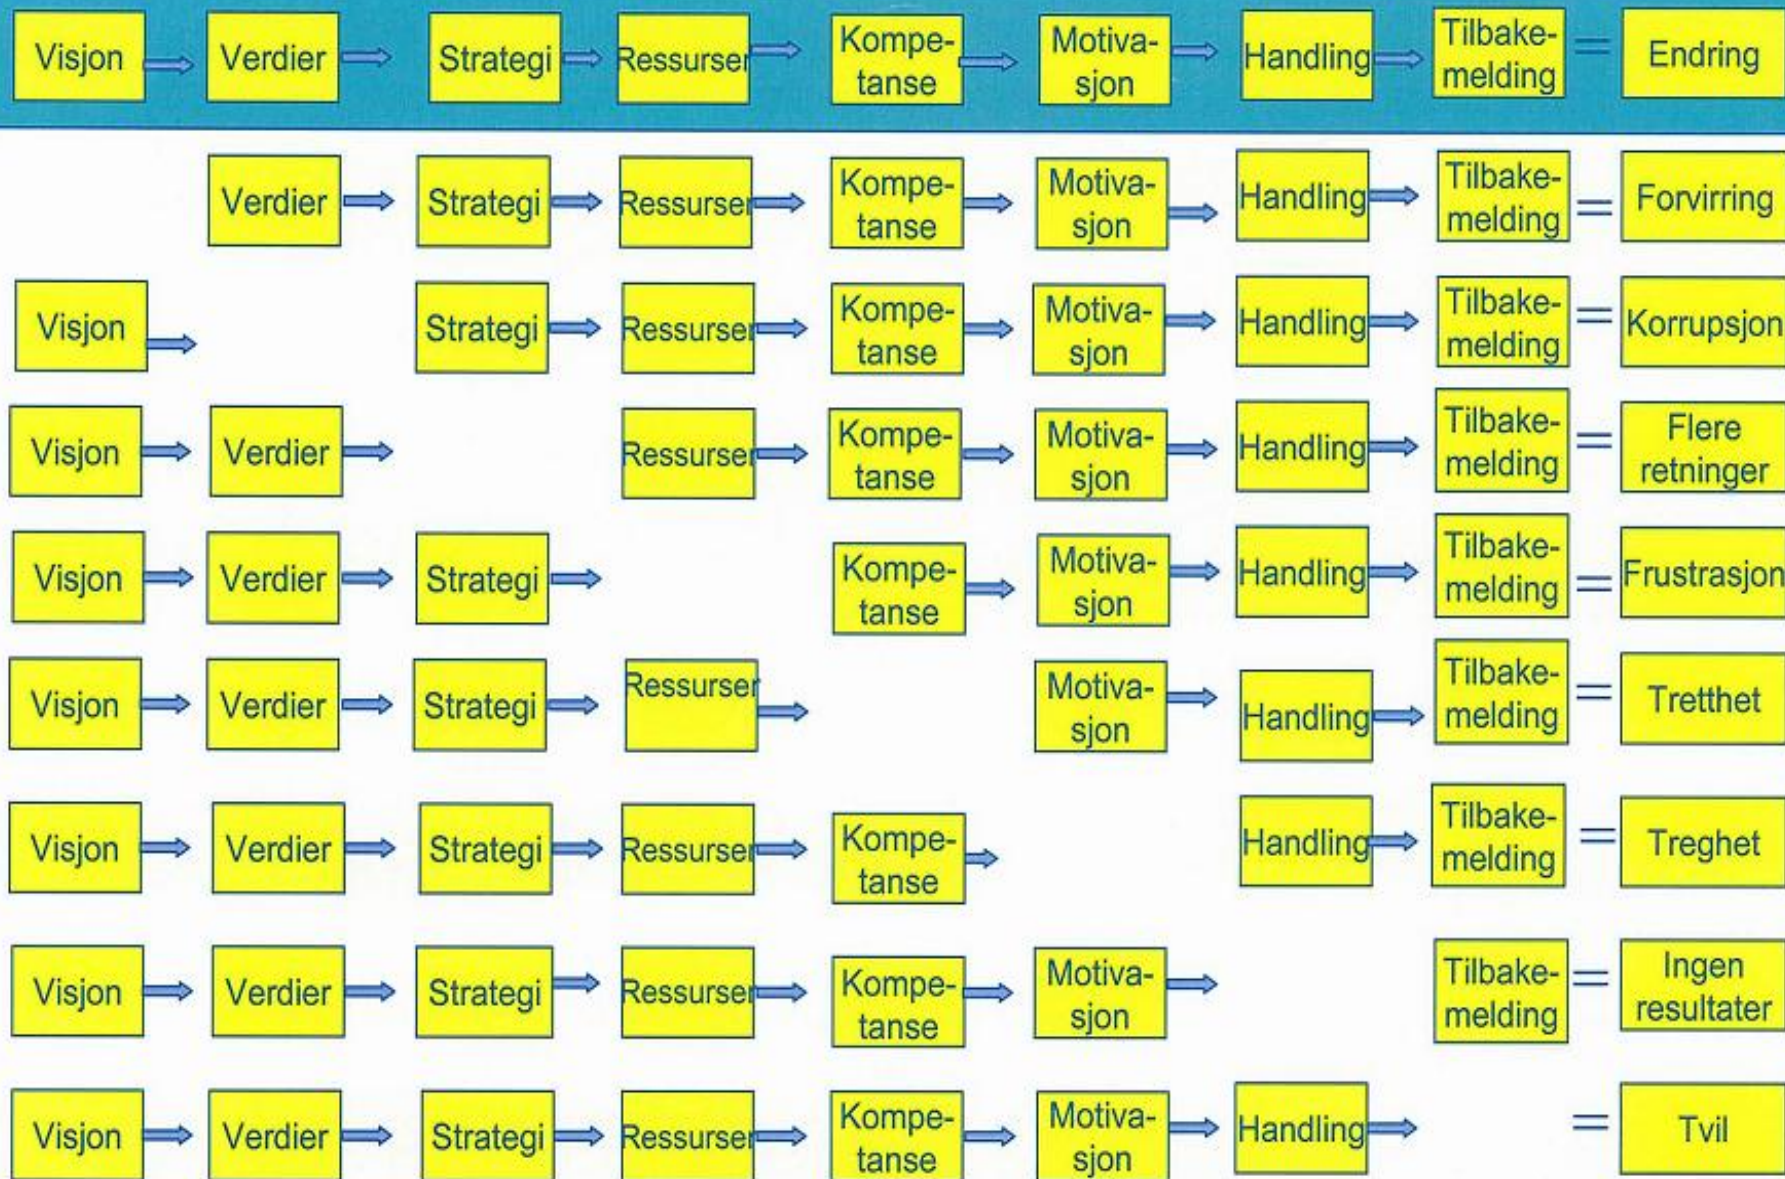 Visjon Verdier Strategi Ressurser Kompe-tanse Motiva-sjon Handling Tilbake-melding = Endring
Verdier Strategi Ressurser Kompe-tanse Motiva-sjon Handling Tilbake-melding = Forvirring
Visjon Strategi Ressurser Kompe-tanse Motiva-sjon Handling Tilbake-melding = Korrupsjon
Visjon Verdier Ressurser Kompe-tanse Motiva-sjon Handling Tilbake-melding = Flere retninger
Visjon Verdier Strategi Kompe-tanse Motiva-sjon Handling Tilbake-melding = Frustrasjon
Visjon Verdier Strategi Ressurser Motiva-sjon Handling Tilbake-melding = Tretthet
Visjon Verdier Strategi Ressurser Kompe-tanse Handling Tilbake-melding = Treghet
Visjon Verdier Strategi Ressurser Kompe-tanse Motiva-sjon Tilbake-melding = Ingen resultater
Visjon Verdier Strategi Ressurser Kompe-tanse Motiva-sjon Handling = Tvil